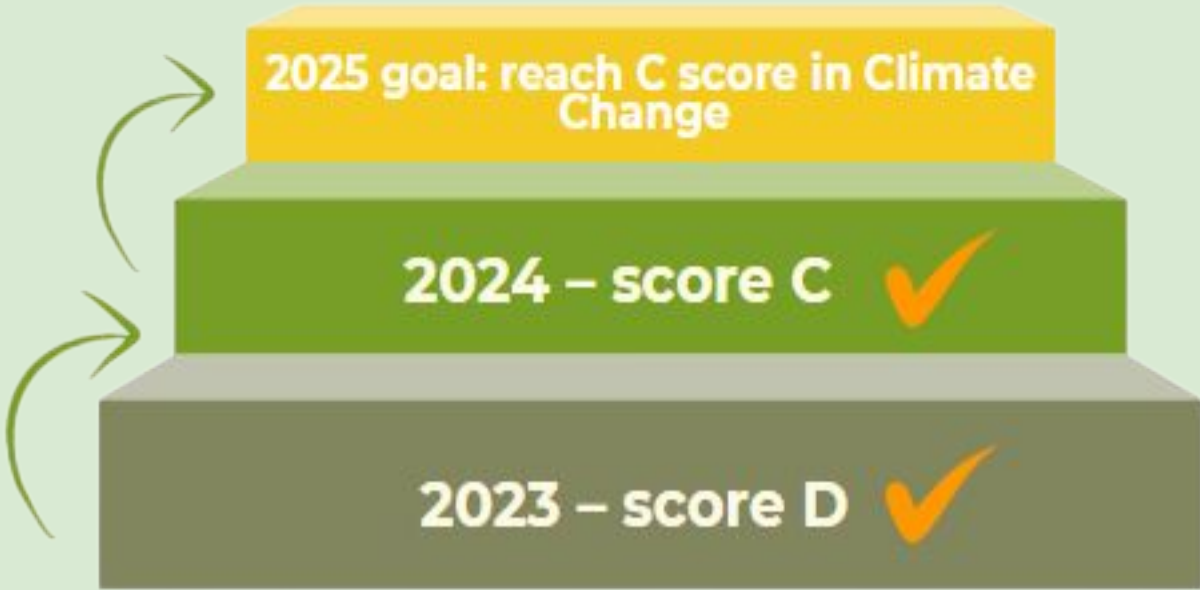 2025 goal: reach C score in Climate
Change
2024 – score C
2023 – score D